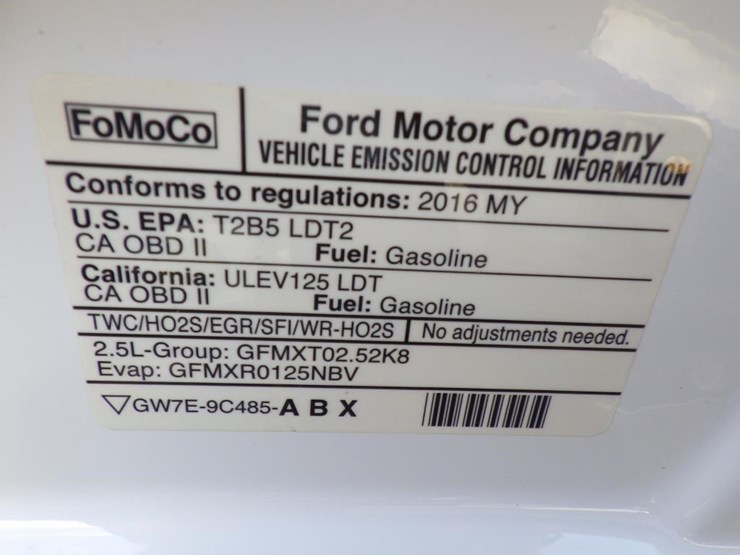 FoMoCo
Ford Motor Company
VEHICLE EMISSION CONTROL INFORMATION
Conforms to regulations: 2016 MY
U.S. EPA: T2B5 LDT2
CA OBD II Fuel: Gasoline
California: ULEV125 LDT
CA OBD II Fuel: Gasoline
TWC/HO2S/EGR/SFI/WR-HO2S No adjustments needed.
2.5L-Group: GFMXT02.52K8
Evap: GFMXR0125NBV
GW7E-9C485-A B X